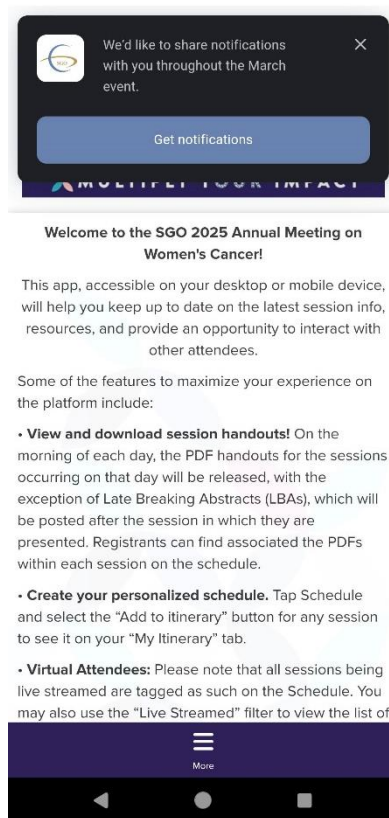 SGO
We'd like to share notifications
with you throughout the March
event.
Get notifications
MULTIPLY YOUR IMPACT
Welcome to the SGO 2025 Annual Meeting on
Women's Cancer!
This app, accessible on your desktop or mobile device,
will help you keep up to date on the latest session info,
resources, and provide an opportunity to interact with
other attendees.
Some of the features to maximize your experience on
the platform include:
• View and download session handouts! On the
morning of each day, the PDF handouts for the sessions
occurring on that day will be released, with the
exception of Late Breaking Abstracts (LBAs), which will
be posted after the session in which they are
presented. Registrants can find associated the PDFs
within each session on the schedule.
• Create your personalized schedule. Tap Schedule
and select the “Add to itinerary” button for any session
to see it on your “My Itinerary” tab.
• Virtual Attendees: Please note that all sessions being
live streamed are tagged as such on the Schedule. You
may also use the “Live Streamed” filter to view the list of
More